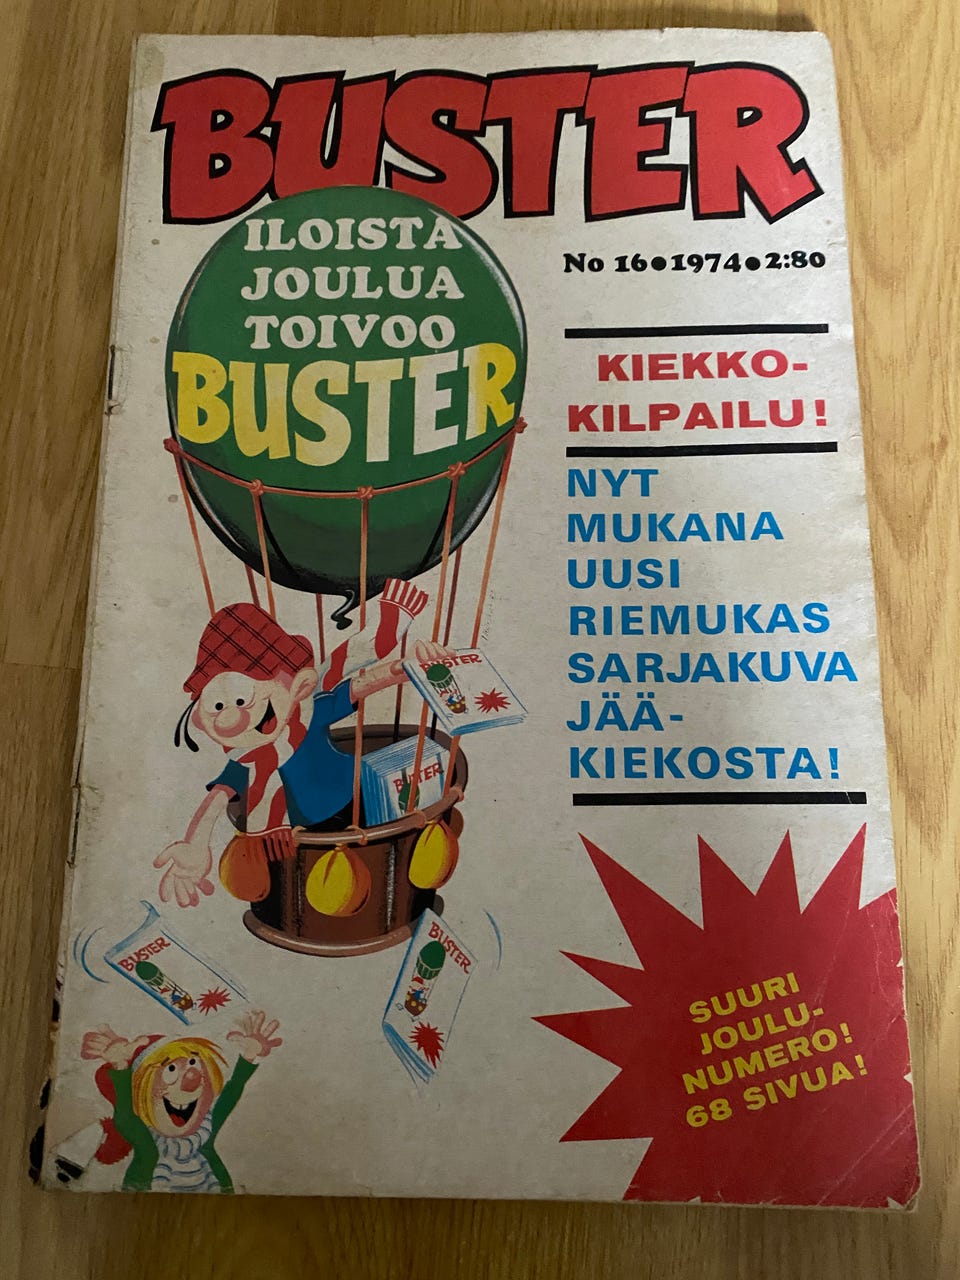 BUSTER
ILOISTA
JOULUA
TOIVOO
BUSTER
No 16•1974•2:80
KIEKKO-
KILPAILU!
NYT
MUKANA
UUSI
RIEMUKAS
SARJAKUVA
JÄÄ-
KIEKOSTA!
BUSTER
BUSTER
BUSTER
BUSTER
SUURI
JOULU-
NUMERO!
68 SIVUA!